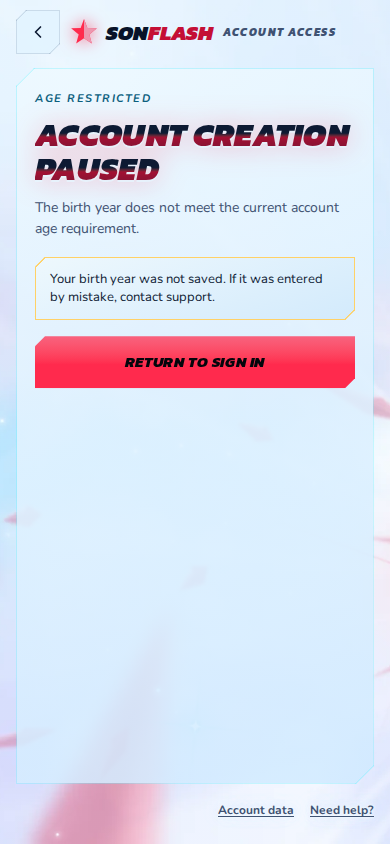 SONFLASH ACCOUNT ACCESS
AGE RESTRICTED
ACCOUNT CREATION
PAUSED
The birth year does not meet the current account
age requirement.
Your birth year was not saved. If it was entered
by mistake, contact support.
RETURN TO SIGN IN
Account data Need help?